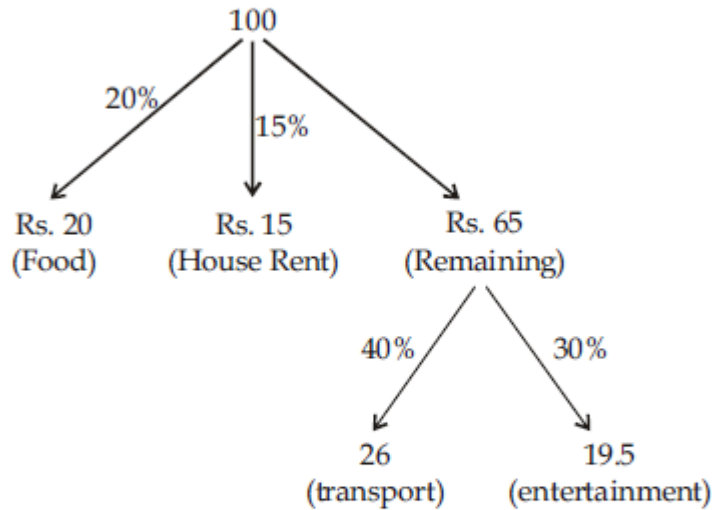 100
20%
15%
Rs. 20
(Food)
Rs. 15
(House Rent)
Rs. 65
(Remaining)
40%
30%
26
(transport)
19.5
(entertainment)